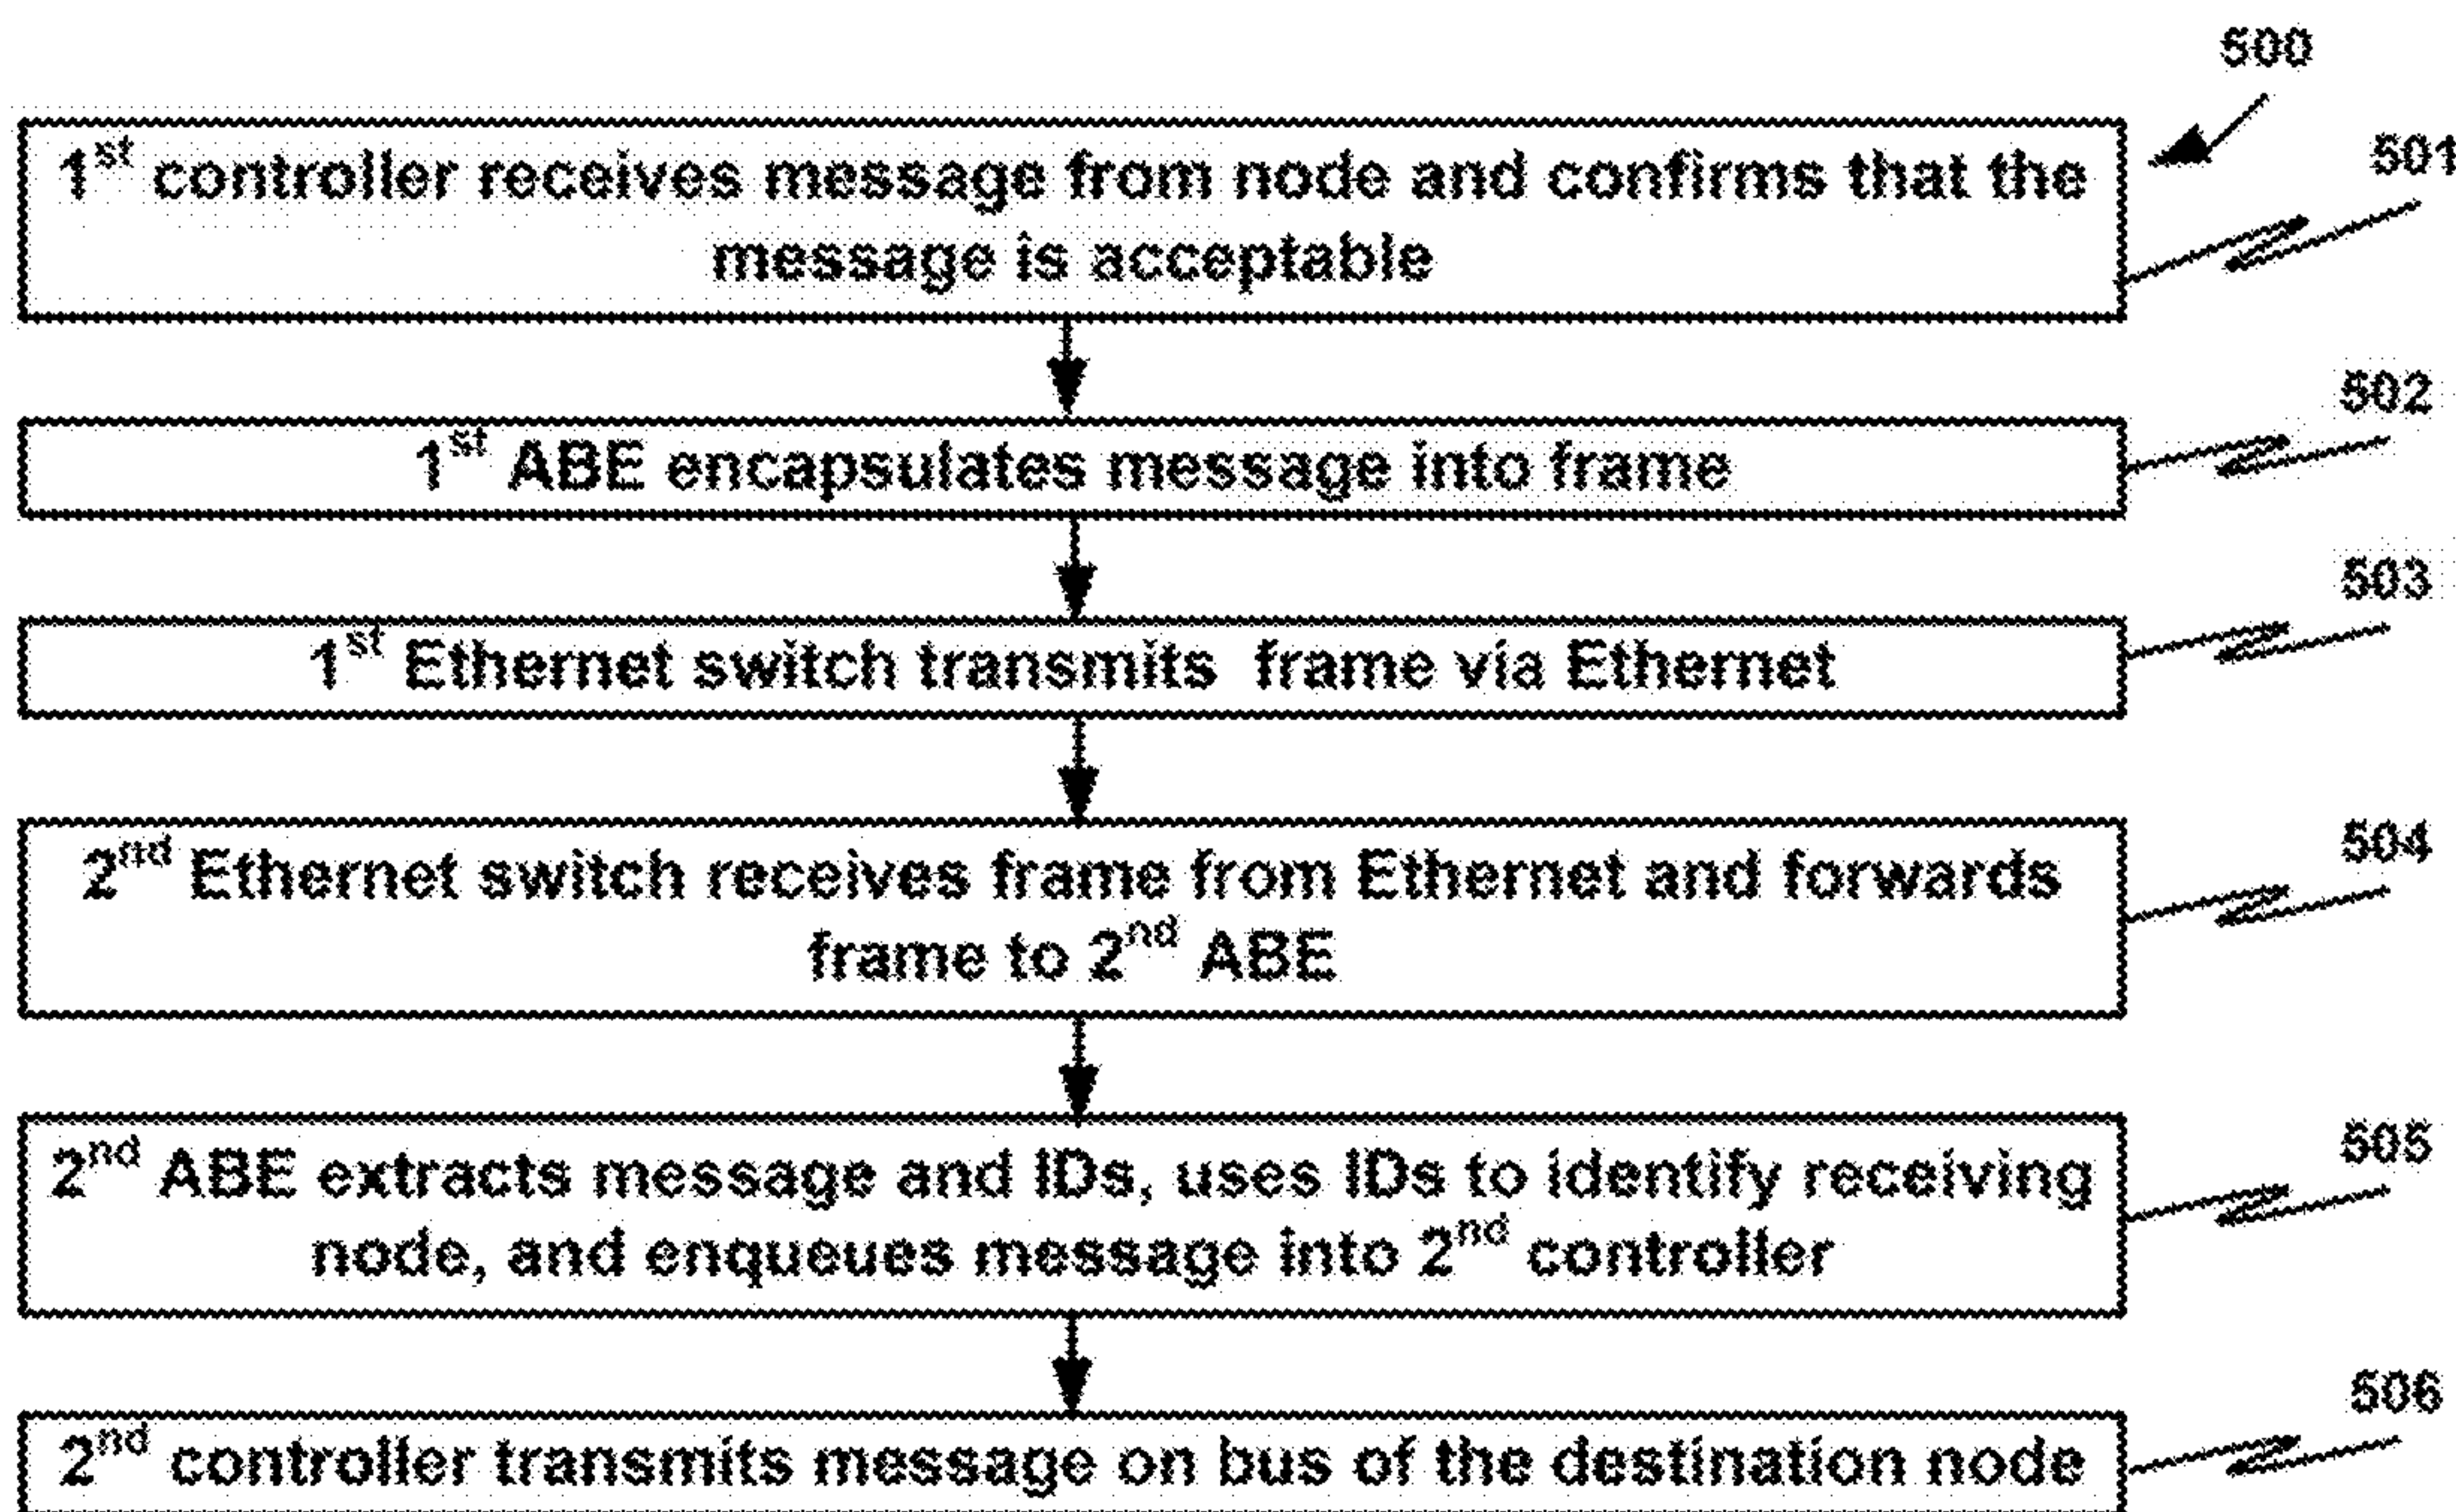 500
501
1st controller receives message from node and confirms that the
message is acceptable
502
1st ABE encapsulates message into frame
503
1st Ethernet switch transmits frame via Ethernet
504
2nd Ethernet switch receives frame from Ethernet and forwards
frame to 2nd ABE
505
2nd ABE extracts message and IDs, uses IDs to identify receiving
node, and enqueues message into 2nd controller
506
2nd controller transmits message on bus of the destination node